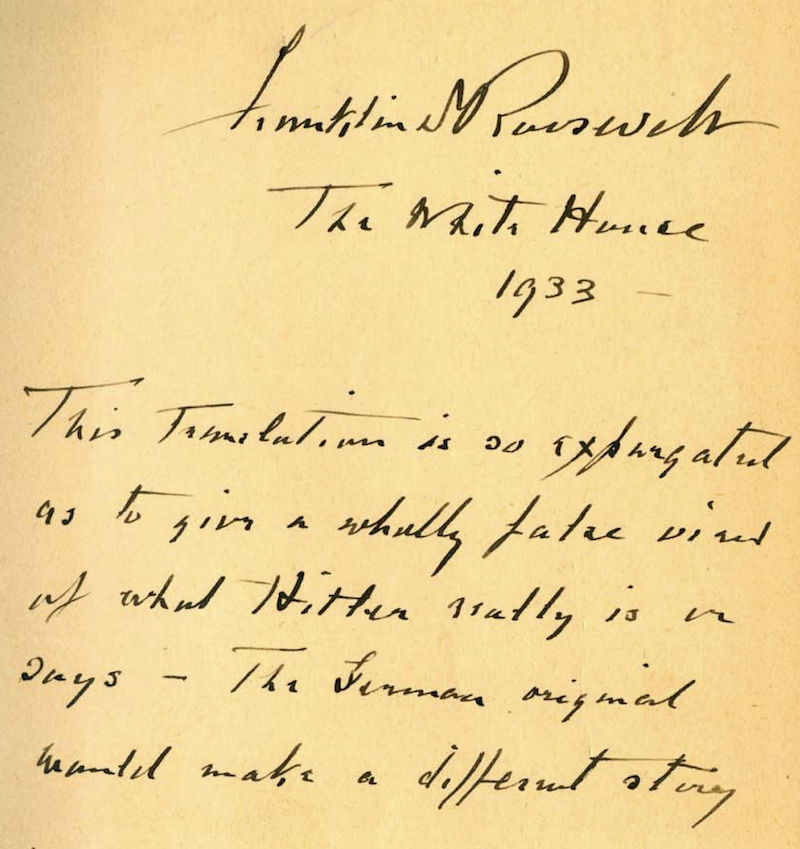 Franklin D Roosevelt
The White House
1933 –
This translation is so expurgated
as to give a wholly false view
of what Hitler really is or
says – The German original
would make a different story